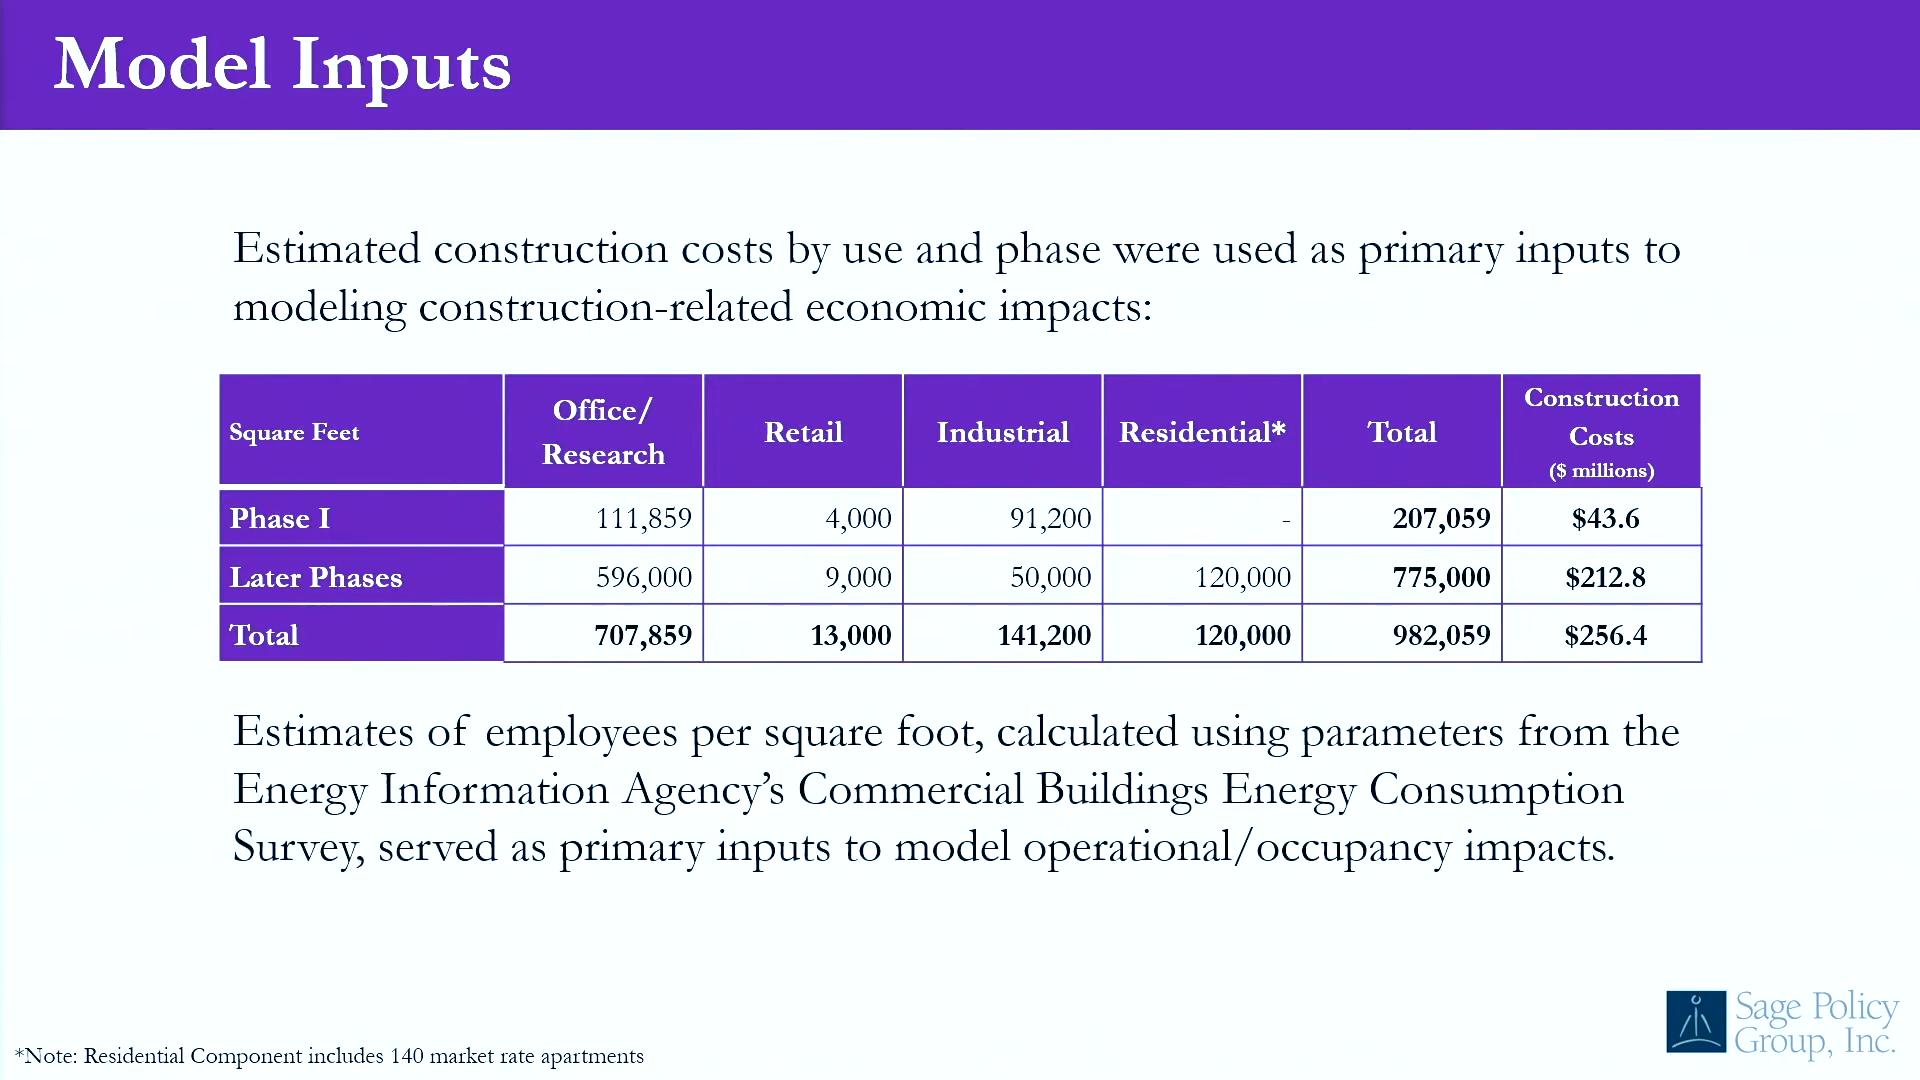 Model Inputs
Estimated construction costs by use and phase were used as primary inputs to
modeling construction-related economic impacts:
Square Feet
Office/
Research
Retail
Industrial
Residential*
Total
Construction
Costs
($ millions)
Phase I 111,859 4,000 91,200 - 207,059 $43.6
Later Phases 596,000 9,000 50,000 120,000 775,000 $212.8
Total 707,859 13,000 141,200 120,000 982,059 $256.4
Estimates of employees per square foot, calculated using parameters from the
Energy Information Agency’s Commercial Buildings Energy Consumption
Survey, served as primary inputs to model operational/occupancy impacts.
Sage Policy
Group, Inc.
*Note: Residential Component includes 140 market rate apartments